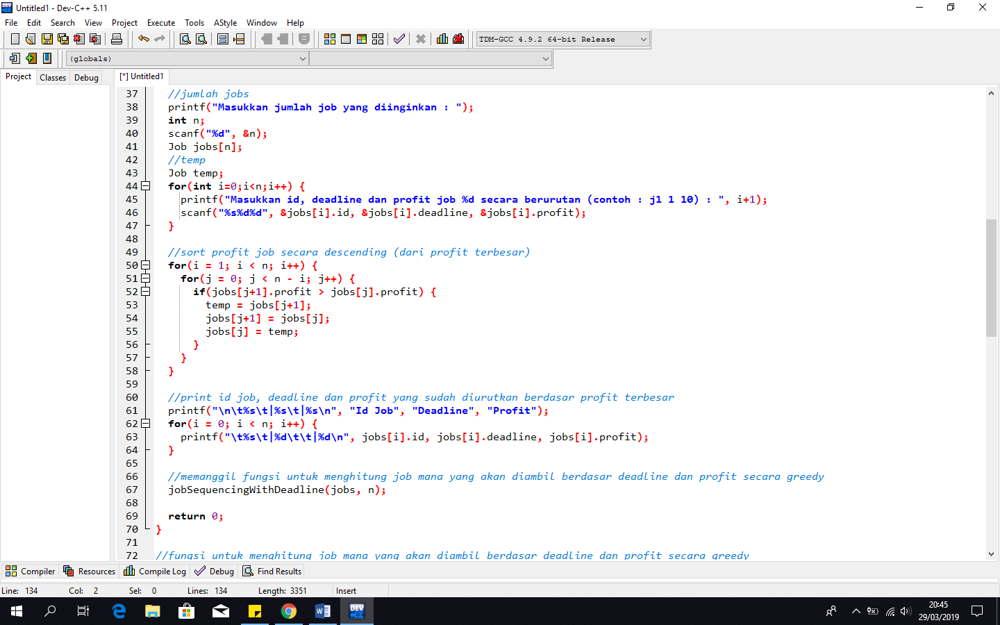 Untitled1 - Dev-C++ 5.11
File Edit Search View Project Execute Tools AStyle Window Help
TDM-GCC 4.9.2 64-bit Release
(globals)
Project Classes Debug [*] Untitled1
37 //jumlah jobs
38 printf("Masukkan jumlah job yang diinginkan : ");
39 int n;
40 scanf("%d", &n);
41 Job jobs[n];
42 //temp
43 Job temp;
44 for(int i=0;i<n;i++) {
45 printf("Masukkan id, deadline dan profit job %d secara berurutan (contoh : j1 1 10) : ", i+1);
46 scanf("%s%d%d", &jobs[i].id, &jobs[i].deadline, &jobs[i].profit);
47 }
48
49 //sort profit job secara descending (dari profit terbesar)
50 for(i = 1; i < n; i++) {
51 for(j = 0; j < n - i; j++) {
52 if(jobs[j+1].profit > jobs[j].profit) {
53 temp = jobs[j+1];
54 jobs[j+1] = jobs[j];
55 jobs[j] = temp;
56 }
57 }
58 }
59
60 //print id job, deadline dan profit yang sudah diurutkan berdasar profit terbesar
61 printf("\n\t%s\t|%s\t|%s\n", "Id Job", "Deadline", "Profit");
62 for(i = 0; i < n; i++) {
63 printf("\t%s\t|%d\t\t|%d\n", jobs[i].id, jobs[i].deadline, jobs[i].profit);
64 }
65
66 //memanggil fungsi untuk menghitung job mana yang akan diambil berdasar deadline dan profit secara greedy
67 jobSequencingWithDeadline(jobs, n);
68
69 return 0;
70 }
71
72 //fungsi untuk menghitung job mana yang akan diambil berdasar deadline dan profit secara greedy
Compiler Resources Compile Log Debug Find Results
Line: 134 Col: 2 Sel: 0 Lines: 134 Length: 3351 Insert
DEV
20:45
29/03/2019